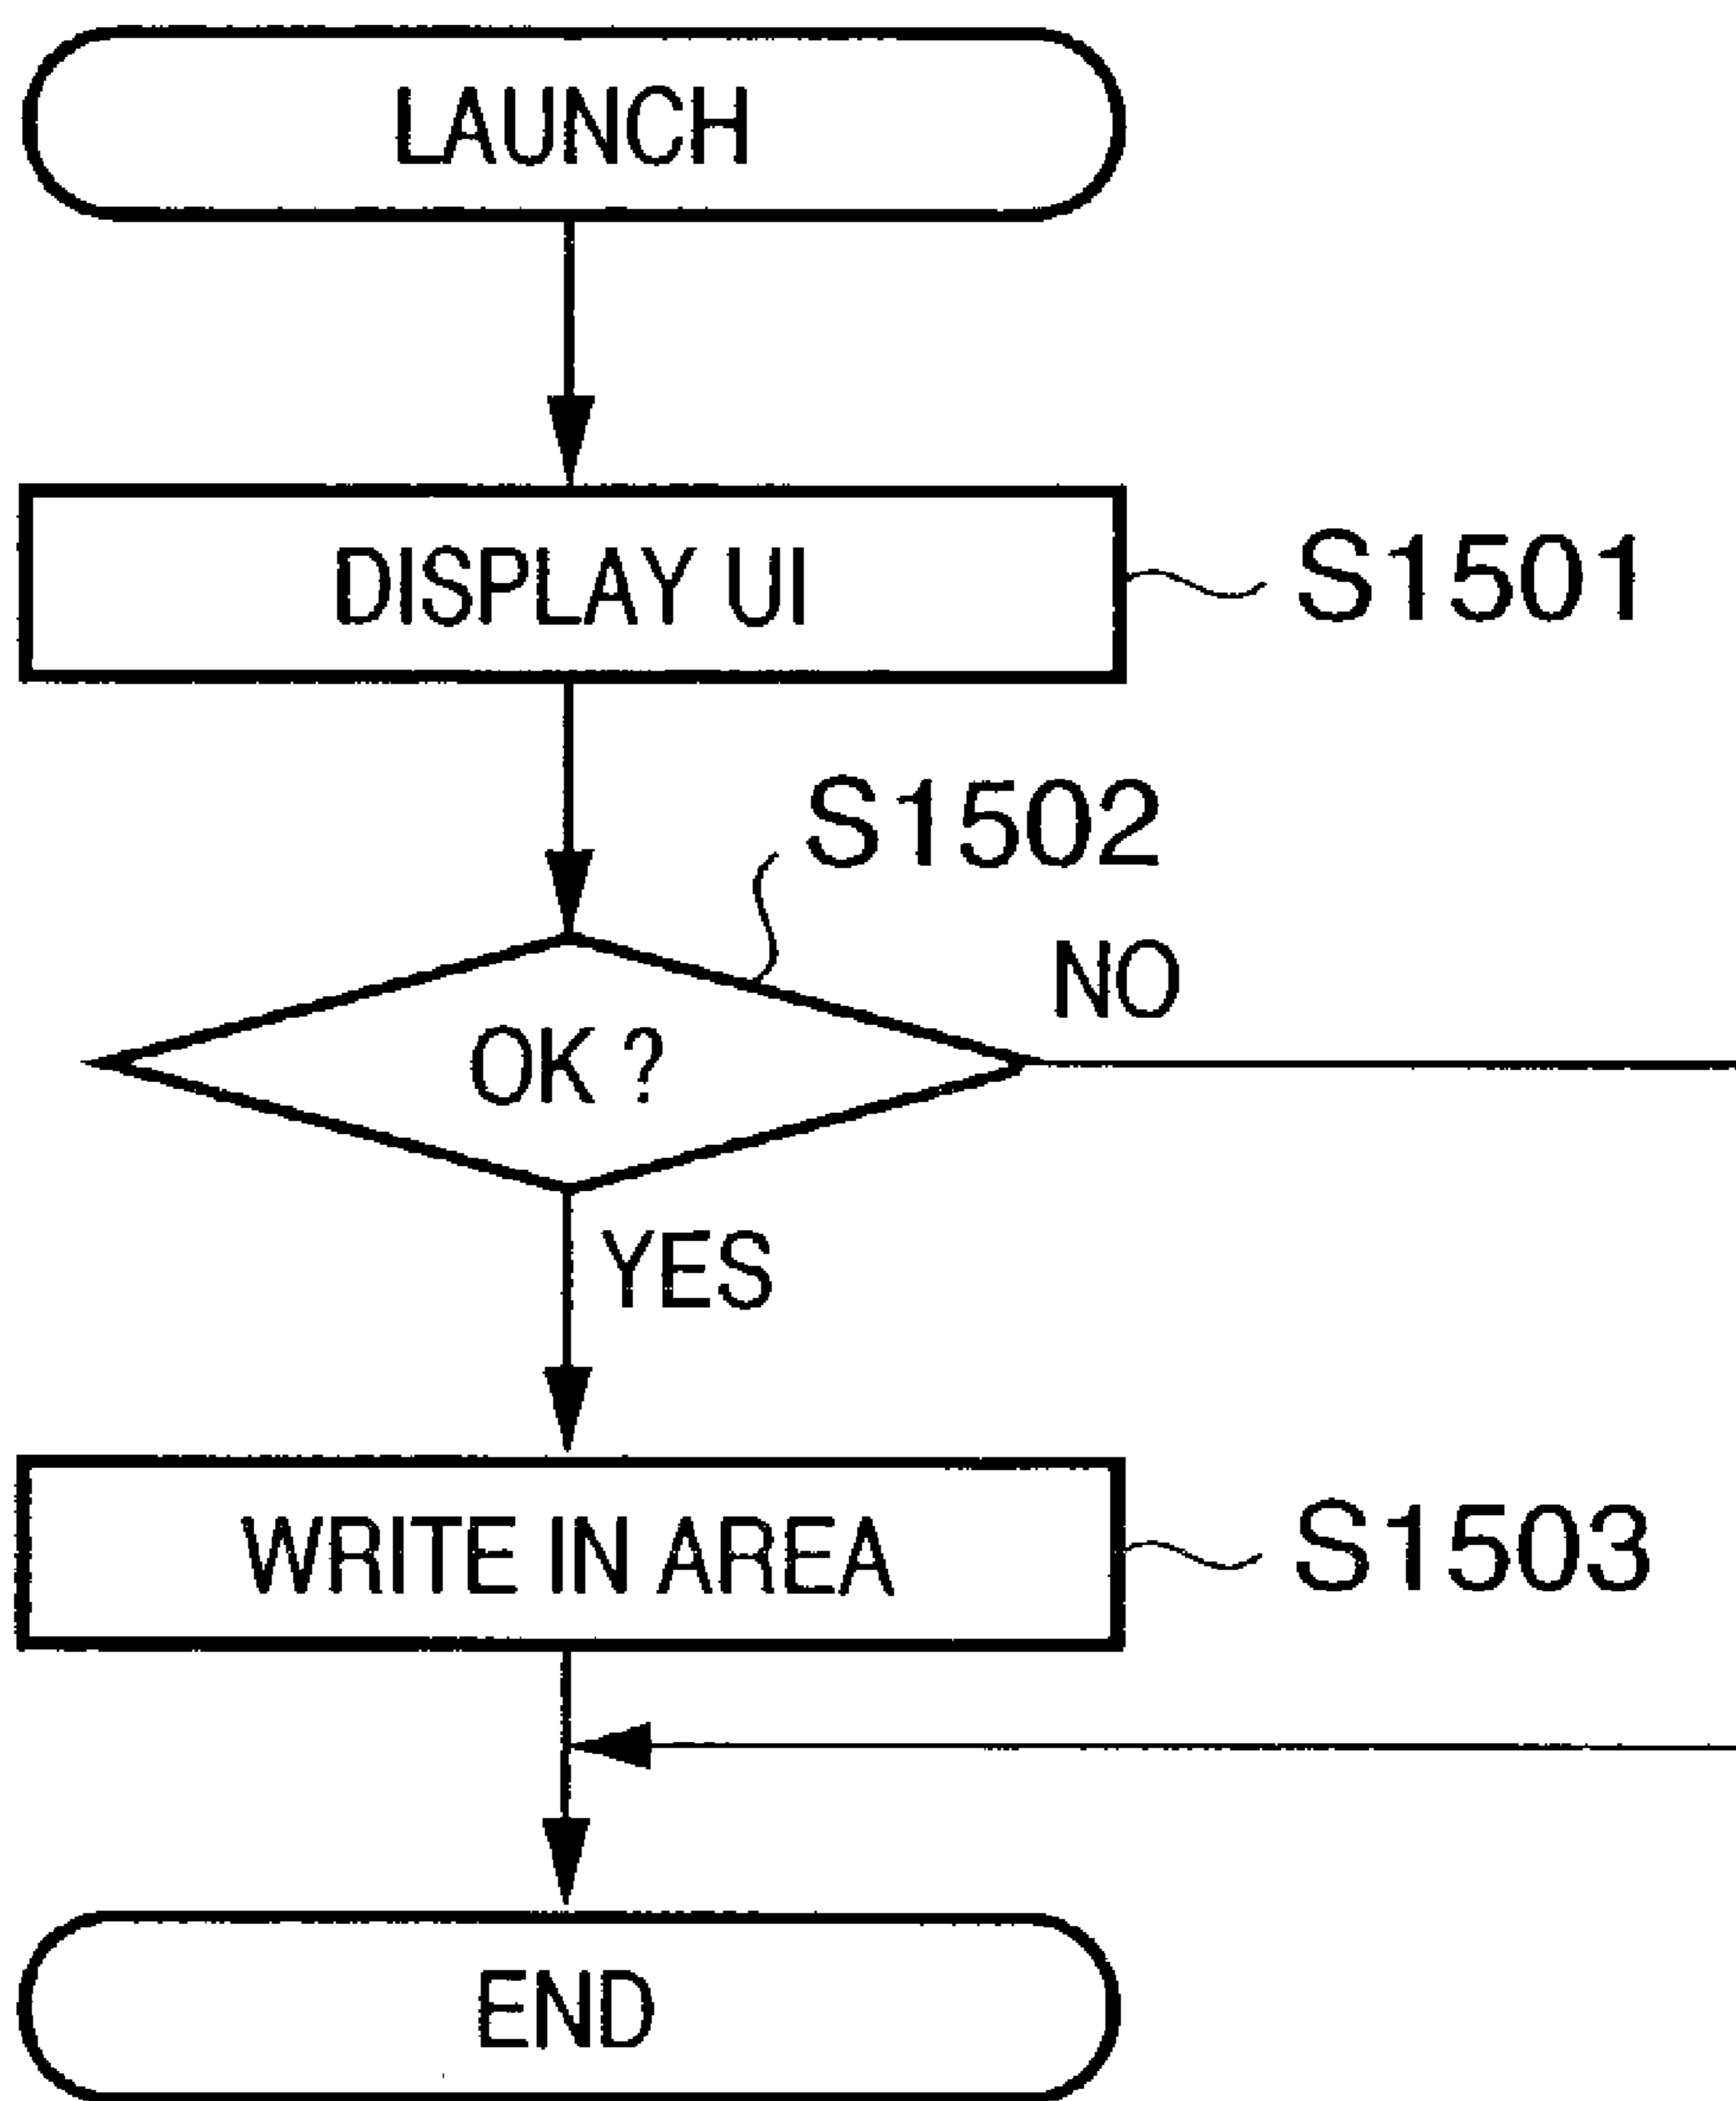 LAUNCH
DISPLAY UI
S1501
S1502
NO
OK ?
YES
WRITE IN AREA
S1503
END